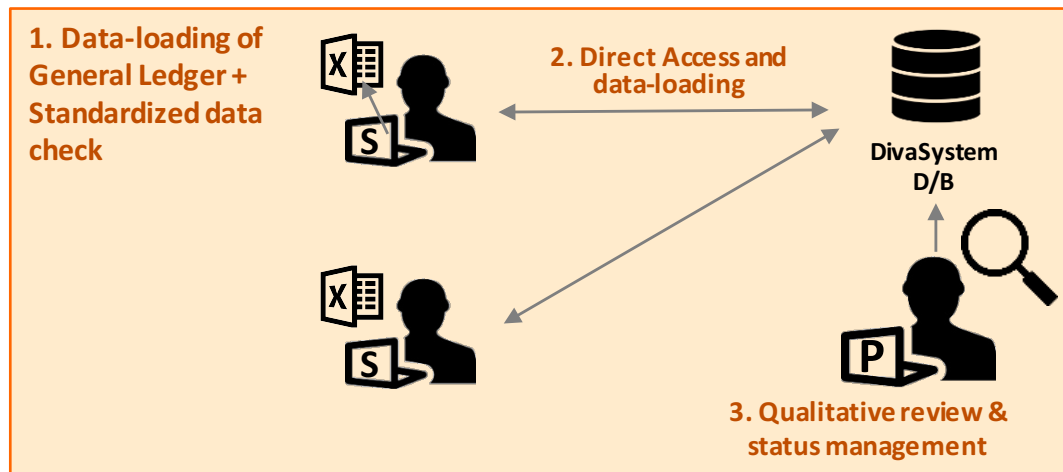 1. Data-loading of
General Ledger +
Standardized data
check
X
S
2. Direct Access and
data-loading
DivaSystem
D/B
X
S
P
3. Qualitative review &
status management